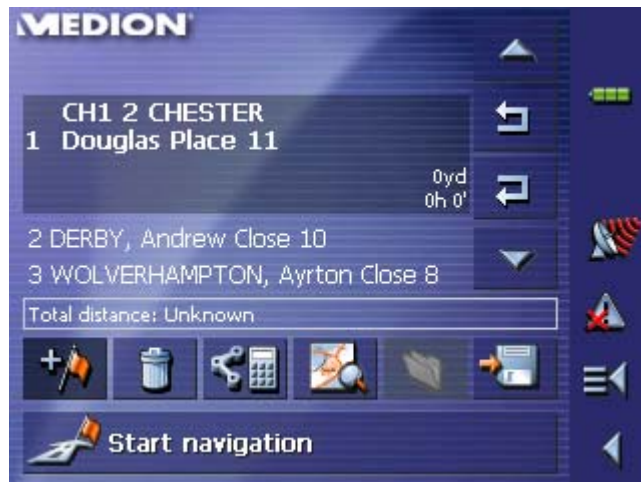 MEDION
CH1 2 CHESTER
1 Douglas Place 11
0yd
0h 0'
2 DERBY, Andrew Close 10
3 WOLVERHAMPTON, Ayrton Close 8
Total distance: Unknown
Start navigation